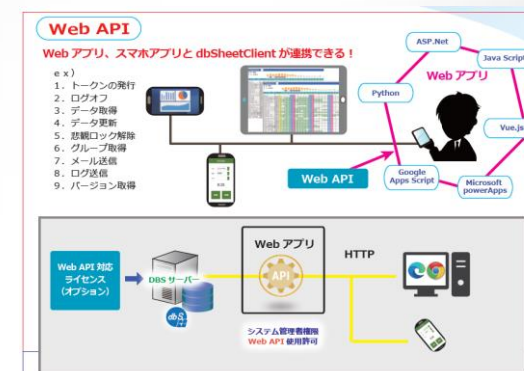 Web API
Web アプリ、スマホアプリと dbSheetClient が連携できる！
ex）
1．トークンの発行
2．ログオフ
3．データ取得
4．データ更新
5．悲観ロック解除
6．グループ取得
7．メール送信
8．ログ送信
9．バージョン取得
ASP.Net
Java Script
Web アプリ
Python
Vue.js
Web API
Google
Apps Script
Microsoft
powerApps
Web API 対応
ライセンス
（オプション）
DBS サーバー
Web アプリ
API
HTTP
システム管理者権限
Web API 使用許可